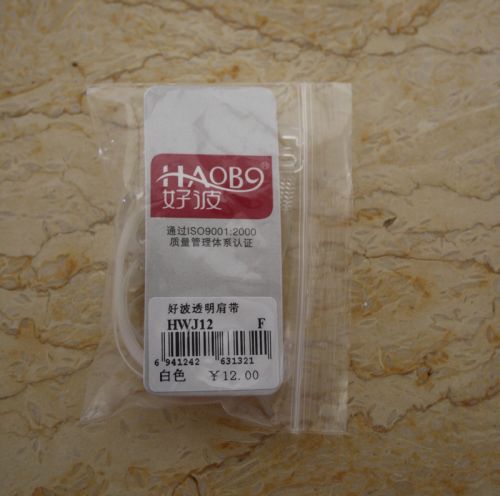 HAOBO®
好波
通过ISO9001:2000
质量管理体系认证
好波透明肩带
HWJ12 F
6 941242 631321
白色 ￥12.00